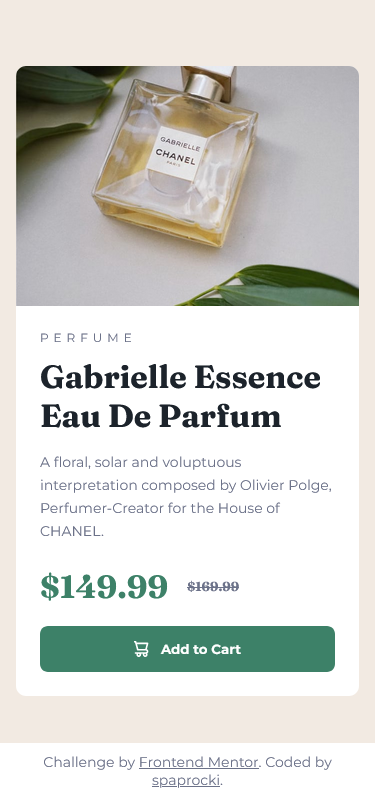 GABRIELLE
CHANEL
PARIS
PERFUME
Gabrielle Essence
Eau De Parfum
A floral, solar and voluptuous
interpretation composed by Olivier Polge,
Perfumer-Creator for the House of
CHANEL.
$149.99 $169.99
Add to Cart
Challenge by Frontend Mentor. Coded by
spaprocki.